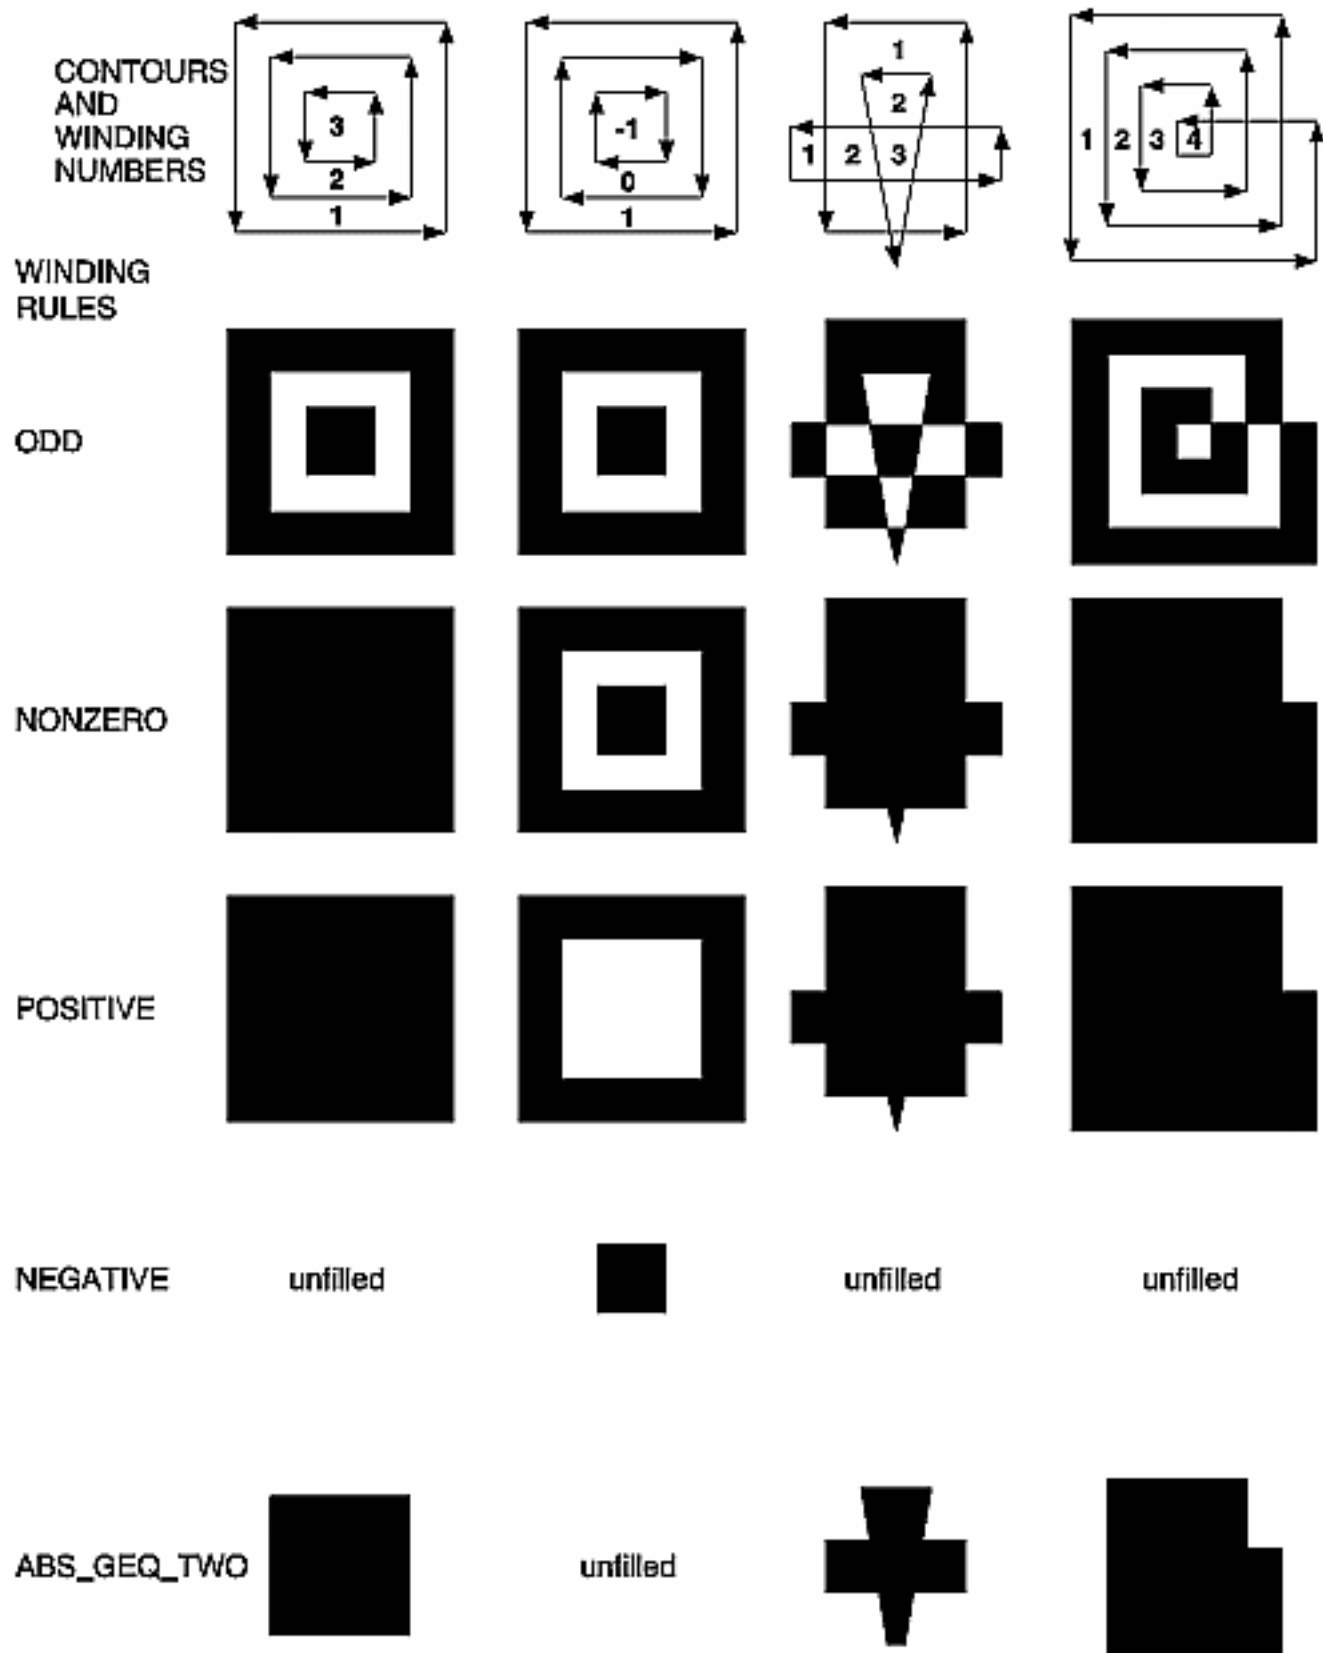 CONTOURS
AND
WINDING
NUMBERS
3
2
1
-1
0
1
1
2
1 2 3
1 2 3 4
WINDING
RULES
ODD
NONZERO
POSITIVE
NEGATIVE unfilled unfilled unfilled
ABS_GEQ_TWO unfilled